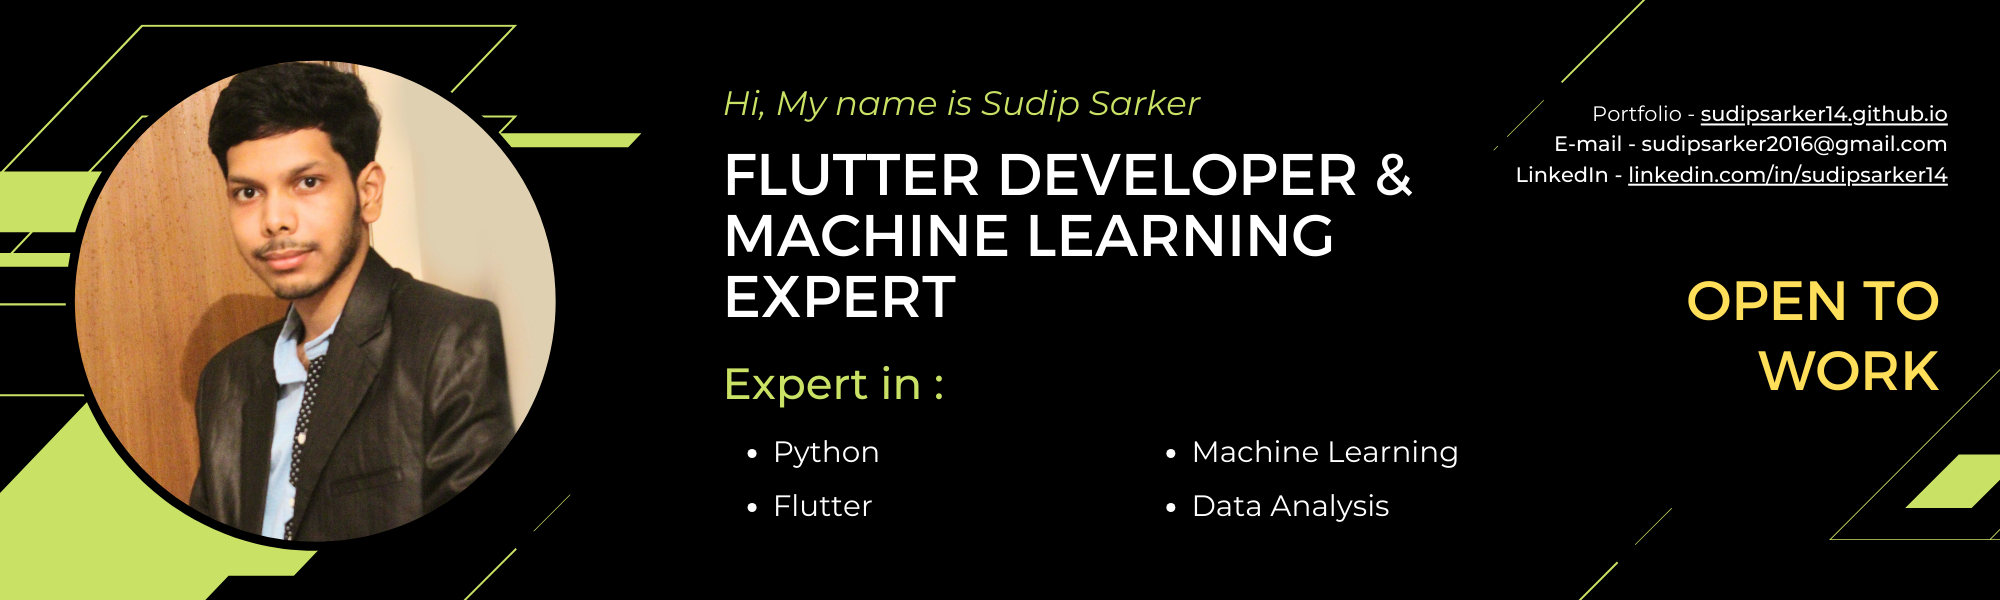 Hi, My name is Sudip Sarker
FLUTTER DEVELOPER &
MACHINE LEARNING
EXPERT
Expert in :
• Python
• Flutter
• Machine Learning
• Data Analysis
Portfolio - sudipsarker14.github.io
E-mail - sudipsarker2016@gmail.com
LinkedIn - linkedin.com/in/sudipsarker14
OPEN TO
WORK